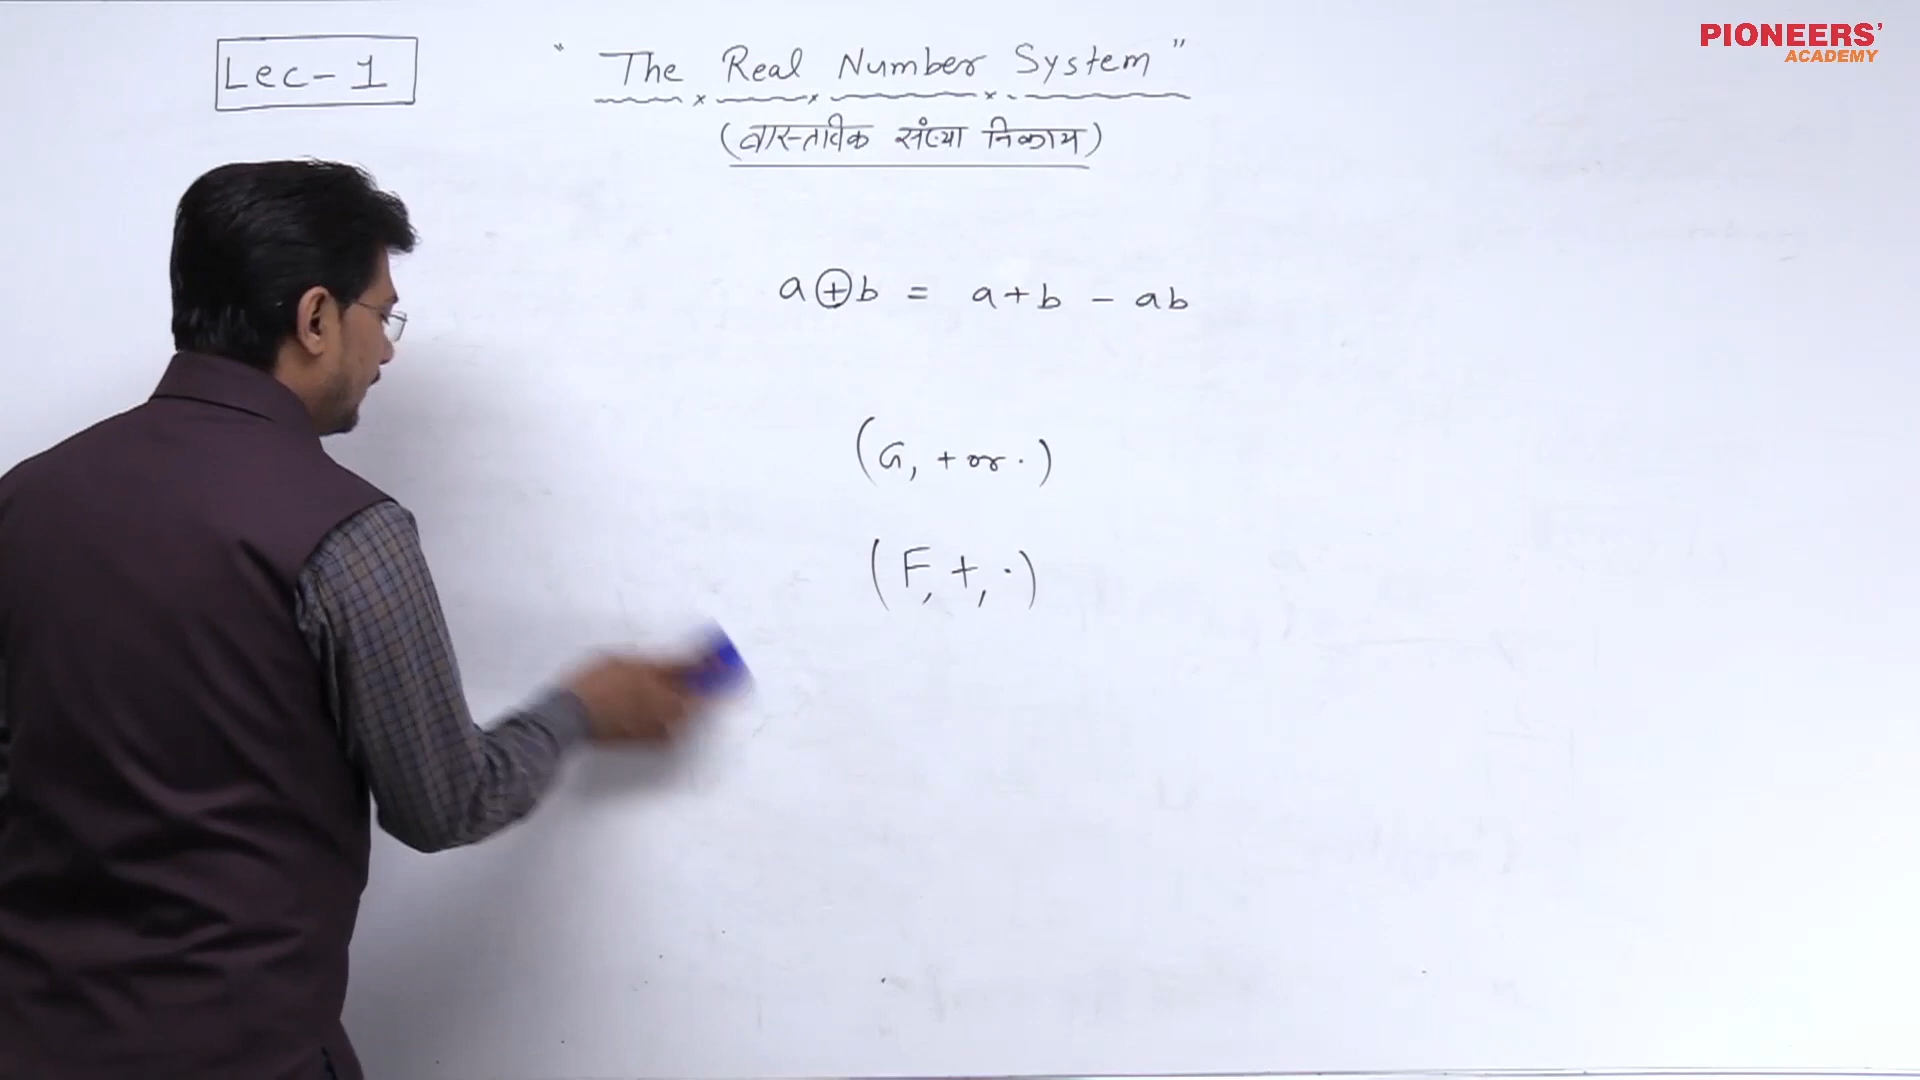 Lec-1
" The Real Number System "
(वास्तविक संख्या निकाय)
a ⊕ b = a + b - ab
(G, + or ·)
(F, +, ·)
PIONEERS'
ACADEMY